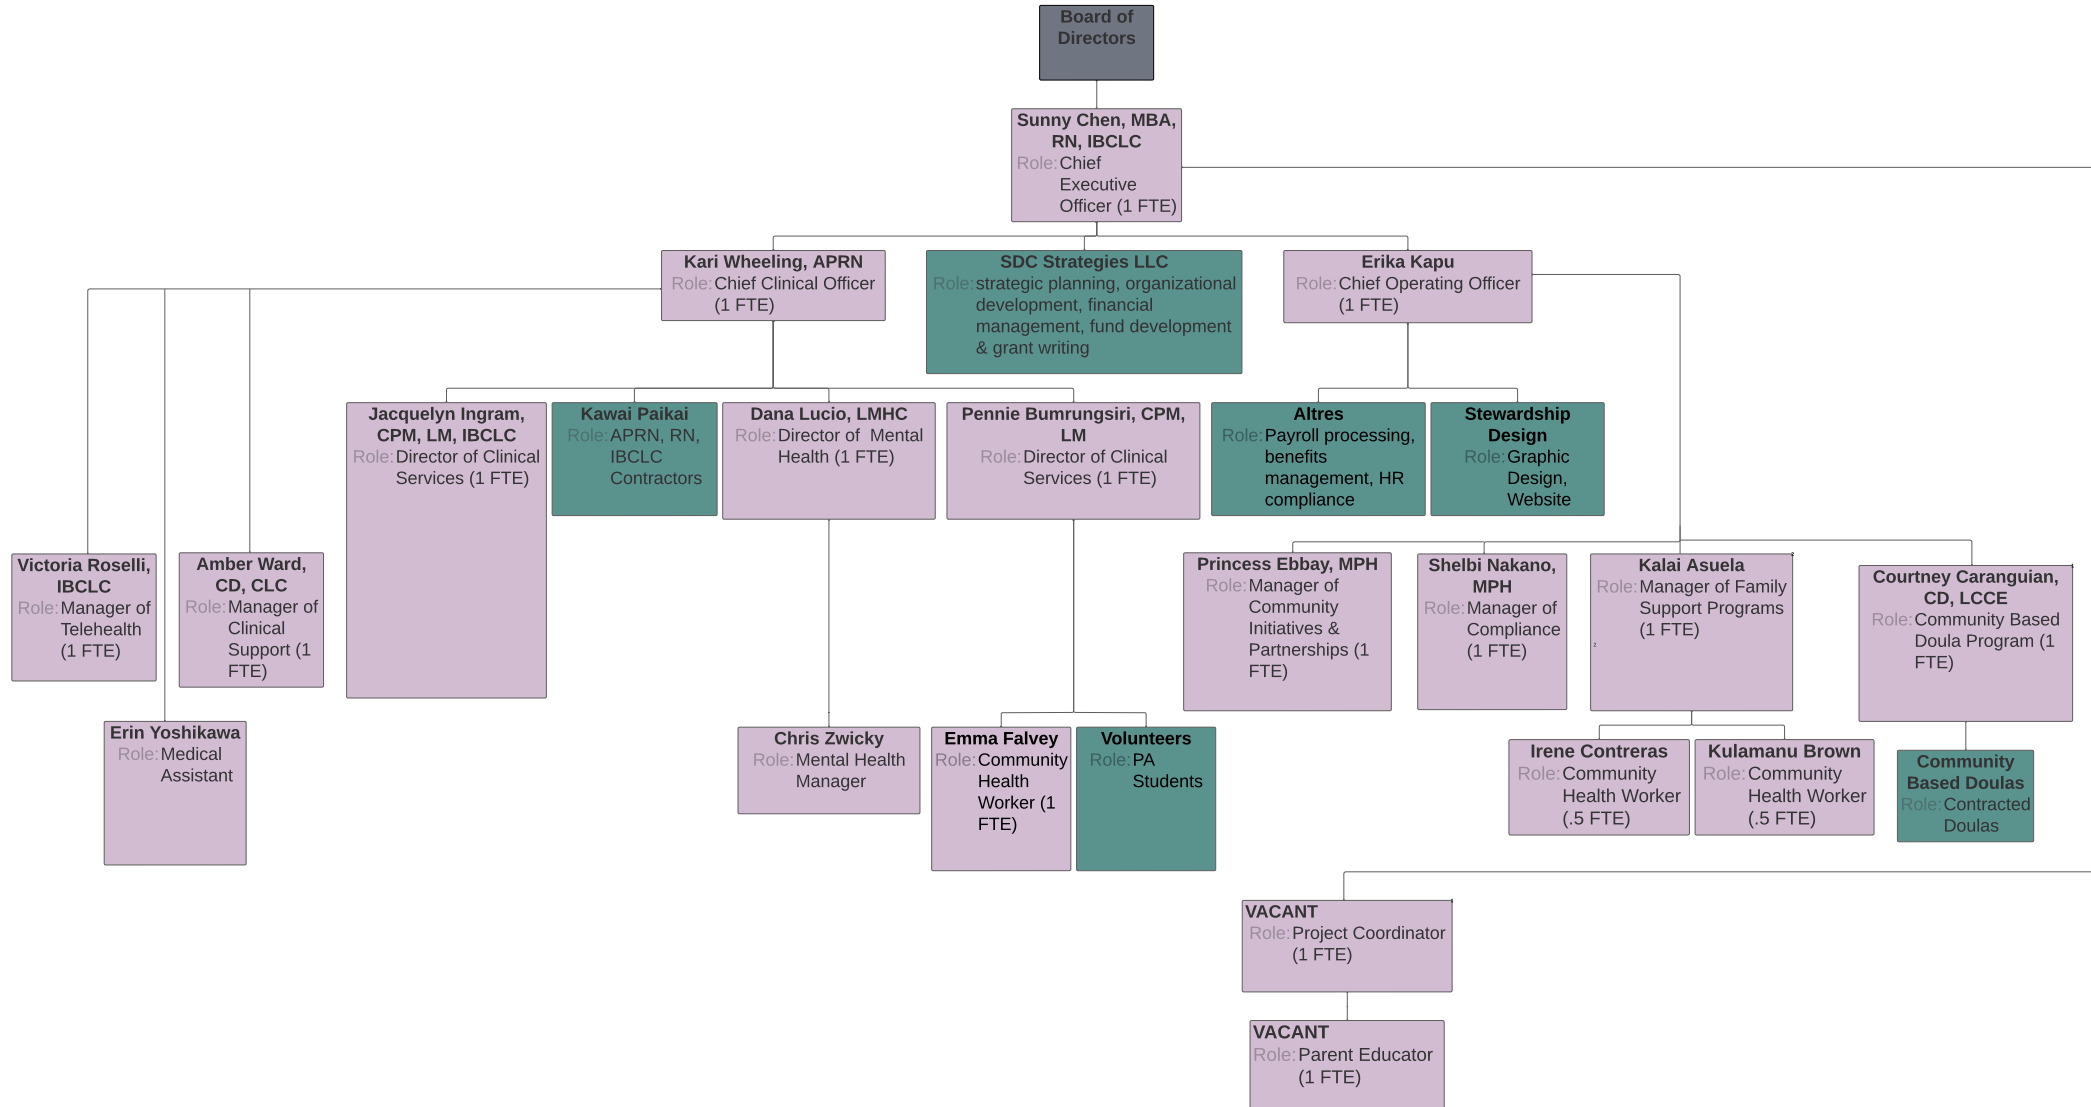 Board of
Directors
Sunny Chen, MBA,
RN, IBCLC
Role: Chief
Executive
Officer (1 FTE)
Kari Wheeling, APRN
Role: Chief Clinical Officer
(1 FTE)
SDC Strategies LLC
Role: strategic planning, organizational
development, financial
management, fund development
& grant writing
Erika Kapu
Role: Chief Operating Officer
(1 FTE)
Jacquelyn Ingram,
CPM, LM, IBCLC
Role: Director of Clinical
Services (1 FTE)
Kawai Paikai
Role: APRN, RN,
IBCLC
Contractors
Dana Lucio, LMHC
Role: Director of Mental
Health (1 FTE)
Pennie Bumrungsiri, CPM,
LM
Role: Director of Clinical
Services (1 FTE)
Altres
Role: Payroll processing,
benefits
management, HR
compliance
Stewardship
Design
Role: Graphic
Design,
Website
Victoria Roselli,
IBCLC
Role: Manager of
Telehealth
(1 FTE)
Amber Ward,
CD, CLC
Role: Manager of
Clinical
Support (1
FTE)
Princess Ebbay, MPH
Role: Manager of
Community
Initiatives &
Partnerships (1
FTE)
Shelbi Nakano,
MPH
Role: Manager of
Compliance
(1 FTE)
Kalai Asuela
Role: Manager of Family
Support Programs
(1 FTE)
Courtney Caranguian,
CD, LCCE
Role: Community Based
Doula Program (1
FTE)
Erin Yoshikawa
Role: Medical
Assistant
Chris Zwicky
Role: Mental Health
Manager
Emma Falvey
Role: Community
Health
Worker (1
FTE)
Volunteers
Role: PA
Students
Irene Contreras
Role: Community
Health Worker
(.5 FTE)
Kulamanu Brown
Role: Community
Health Worker
(.5 FTE)
Community
Based Doulas
Role: Contracted
Doulas
VACANT
Role: Project Coordinator
(1 FTE)
VACANT
Role: Parent Educator
(1 FTE)